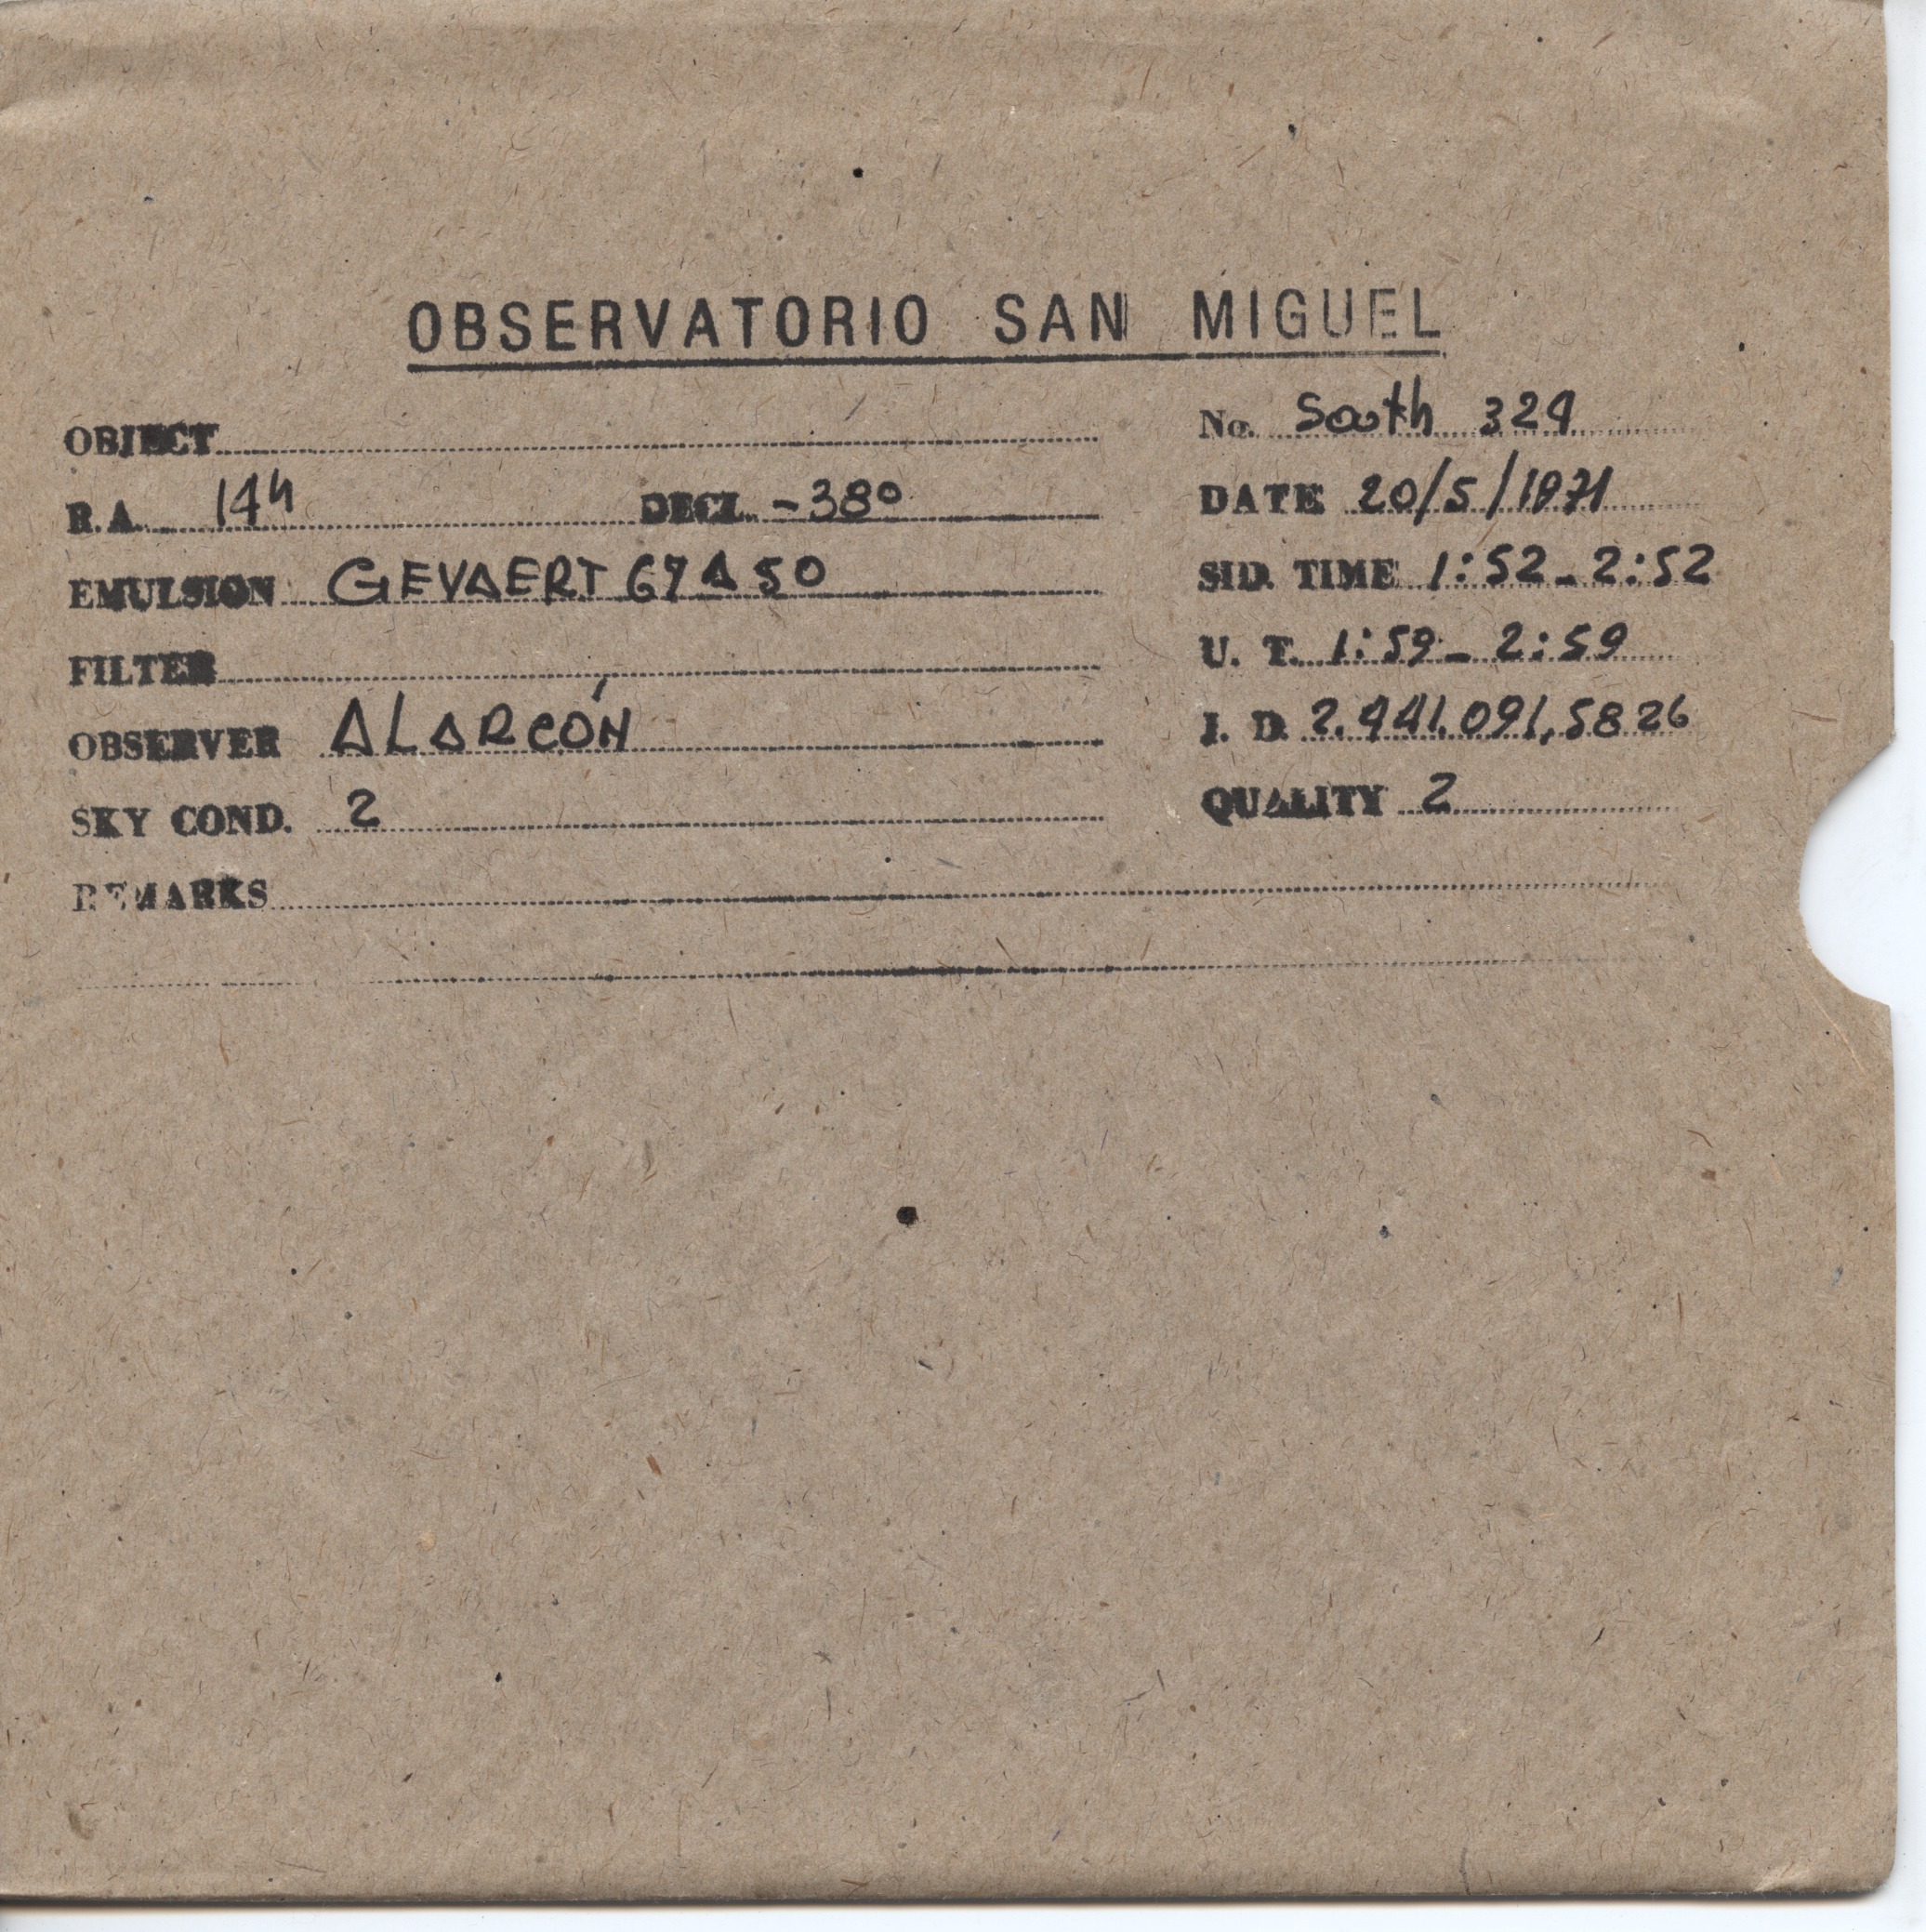 OBSERVATORIO SAN MIGUEL
OBJECT
No. South 324
R.A. 14h DECL. -38°
DATE 20/5/1971
EMULSION GEVAERT 67A50
SID. TIME 1:52-2:52
FILTER
U. T. 1:59-2:59
OBSERVER ALARCÓN
J. D. 2.441.091,5826
SKY COND. 2
QUALITY 2
REMARKS